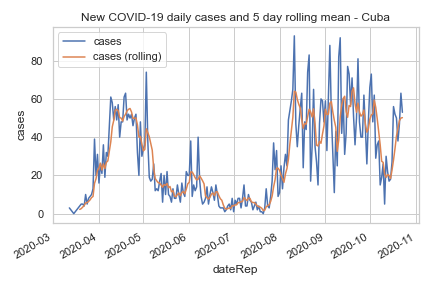 New COVID-19 daily cases and 5 day rolling mean - Cuba
cases
cases (rolling)
cases
80
60
40
20
0
2020-03
2020-04
2020-05
2020-06
2020-07
2020-08
2020-09
2020-10
2020-11
dateRep